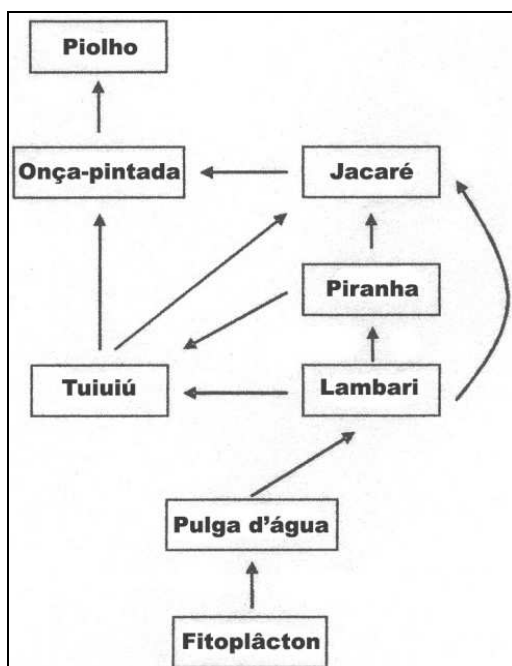 Piolho
Onça-pintada
Jacaré
Piranha
Tuiuiú
Lambari
Pulga d'água
Fitoplâcton